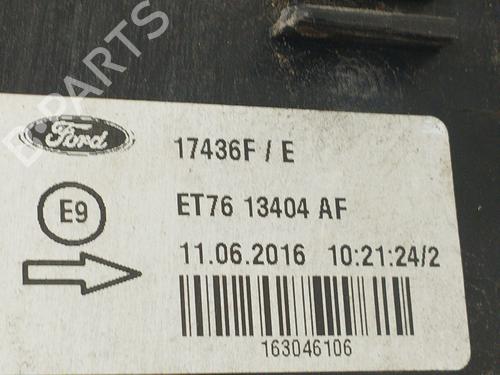 B-PARTS
Ford
17436F / E
E9
ET76 13404 AF
11.06.2016 10:21:24/2
163046106